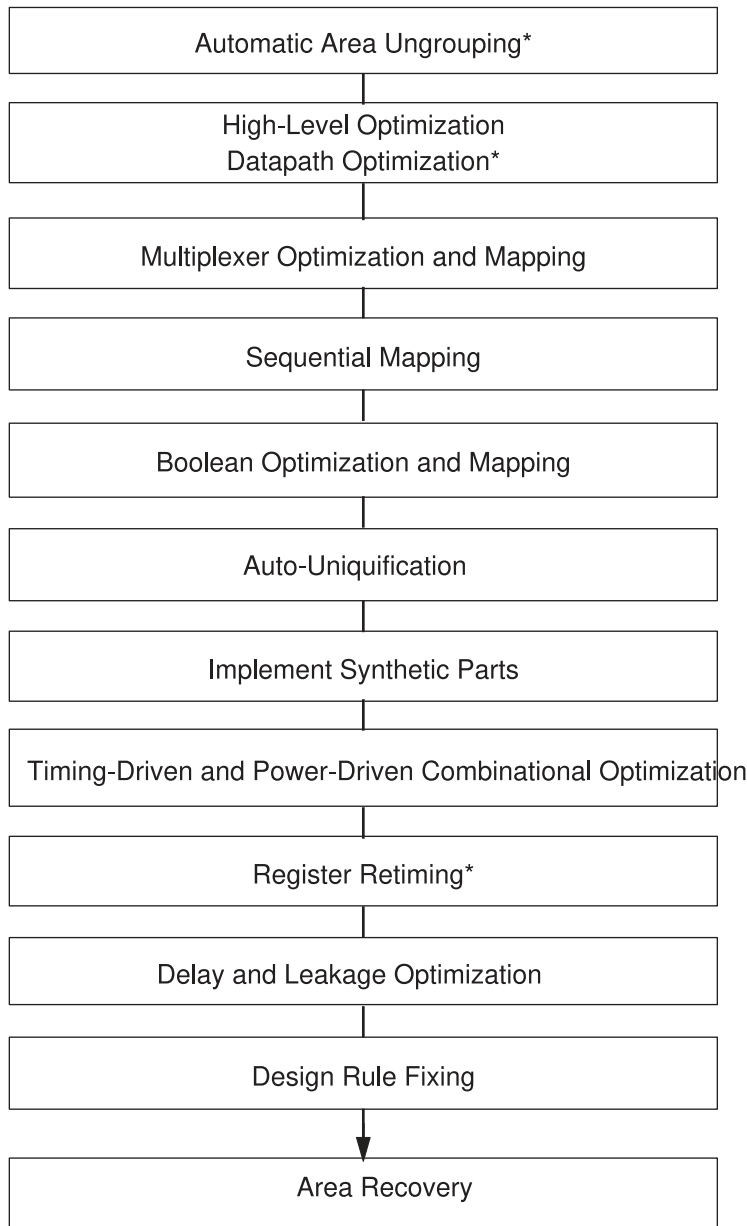 Automatic Area Ungrouping*
High-Level Optimization
Datapath Optimization*
Multiplexer Optimization and Mapping
Sequential Mapping
Boolean Optimization and Mapping
Auto-Uniquification
Implement Synthetic Parts
Timing-Driven and Power-Driven Combinational Optimization
Register Retiming*
Delay and Leakage Optimization
Design Rule Fixing
Area Recovery